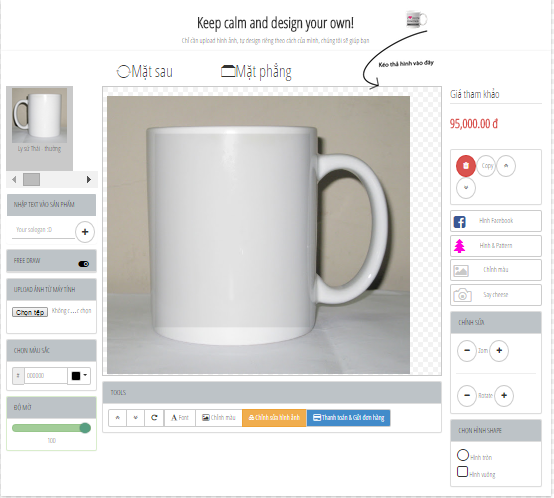 Keep calm and design your own!
Chỉ cần upload hình ảnh, tự design riêng theo cách của mình, chúng tôi sẽ giúp bạn
Kéo thả hình vào đây
Mặt sau
Mặt phẳng
Ly sứ Thái - thường
NHẬP TEXT VÀO SẢN PHẨM
Your salogan :D
FREE DRAW
UPLOAD ẢNH TỪ MÁY TÍNH
Chọn tệp Không c...c chọn
CHỌN MÀU SẮC
# 000000
ĐỘ MỜ
100
TOOLS
A Font
Chỉnh màu
Chỉnh sửa hình ảnh
Thanh toán & Gửi đơn hàng
Giá tham khảo
95,000.00 đ
Copy
Hình Facebook
Hình & Pattern
Chỉnh màu
Say cheese
CHỈNH SỬA
Zom
Rotate
CHỌN HÌNH SHAPE
Hình tròn
Hình vuông